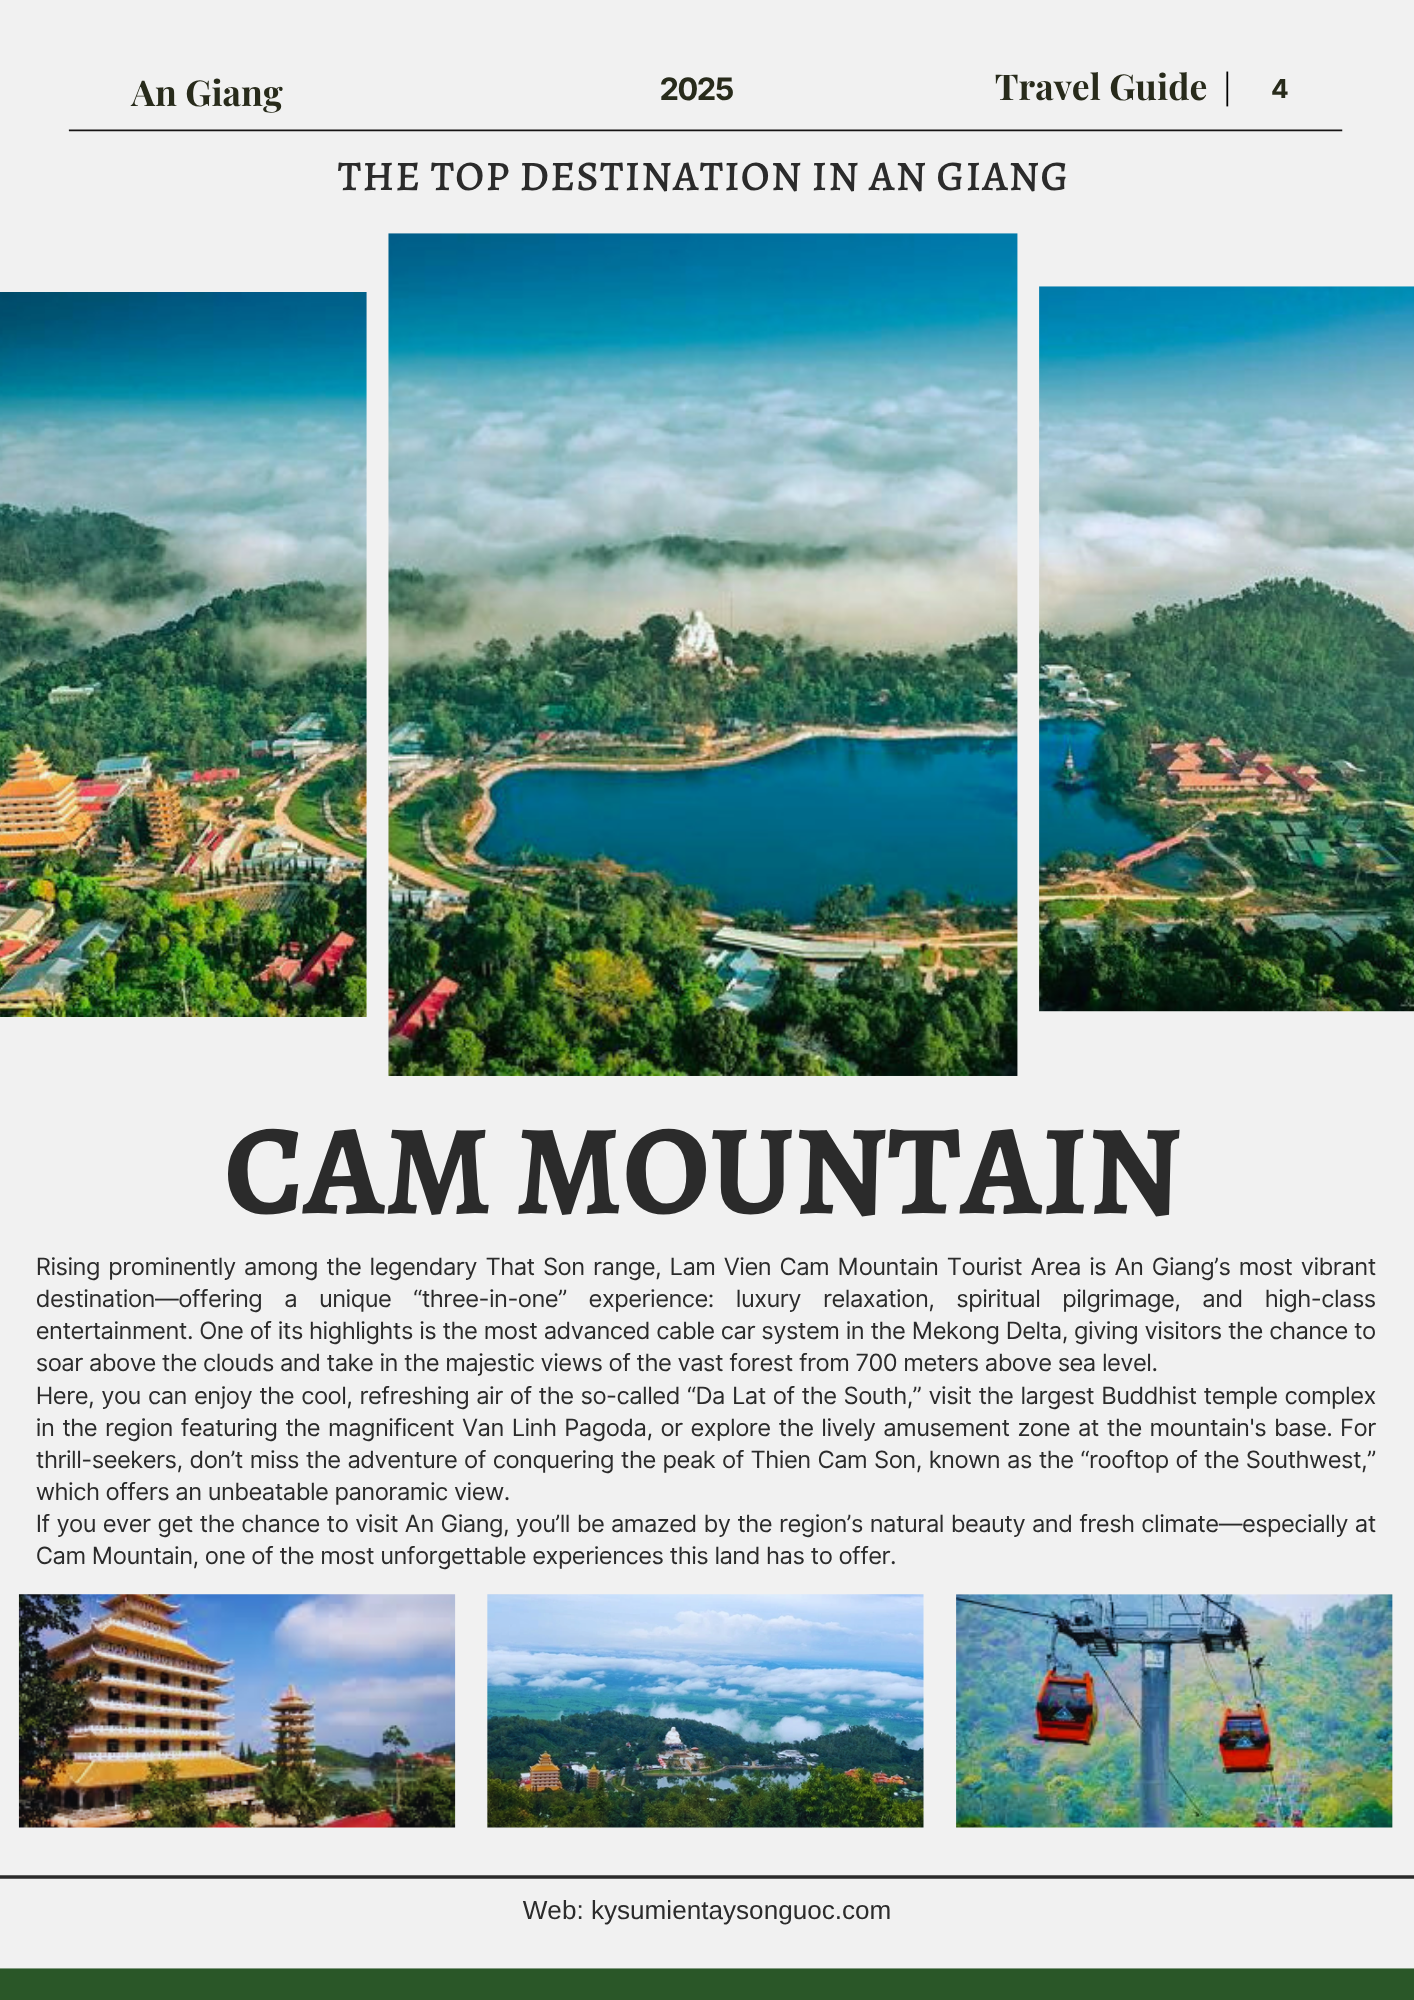 An Giang
2025
Travel Guide | 4
THE TOP DESTINATION IN AN GIANG
CAM MOUNTAIN
Rising prominently among the legendary That Son range, Lam Vien Cam Mountain Tourist Area is An Giang’s most vibrant
destination—offering a unique “three-in-one” experience: luxury relaxation, spiritual pilgrimage, and high-class
entertainment. One of its highlights is the most advanced cable car system in the Mekong Delta, giving visitors the chance to
soar above the clouds and take in the majestic views of the vast forest from 700 meters above sea level.
Here, you can enjoy the cool, refreshing air of the so-called “Da Lat of the South,” visit the largest Buddhist temple complex
in the region featuring the magnificent Van Linh Pagoda, or explore the lively amusement zone at the mountain's base. For
thrill-seekers, don’t miss the adventure of conquering the peak of Thien Cam Son, known as the “rooftop of the Southwest,”
which offers an unbeatable panoramic view.
If you ever get the chance to visit An Giang, you’ll be amazed by the region’s natural beauty and fresh climate—especially at
Cam Mountain, one of the most unforgettable experiences this land has to offer.
Web: kysumientaysonguoc.com